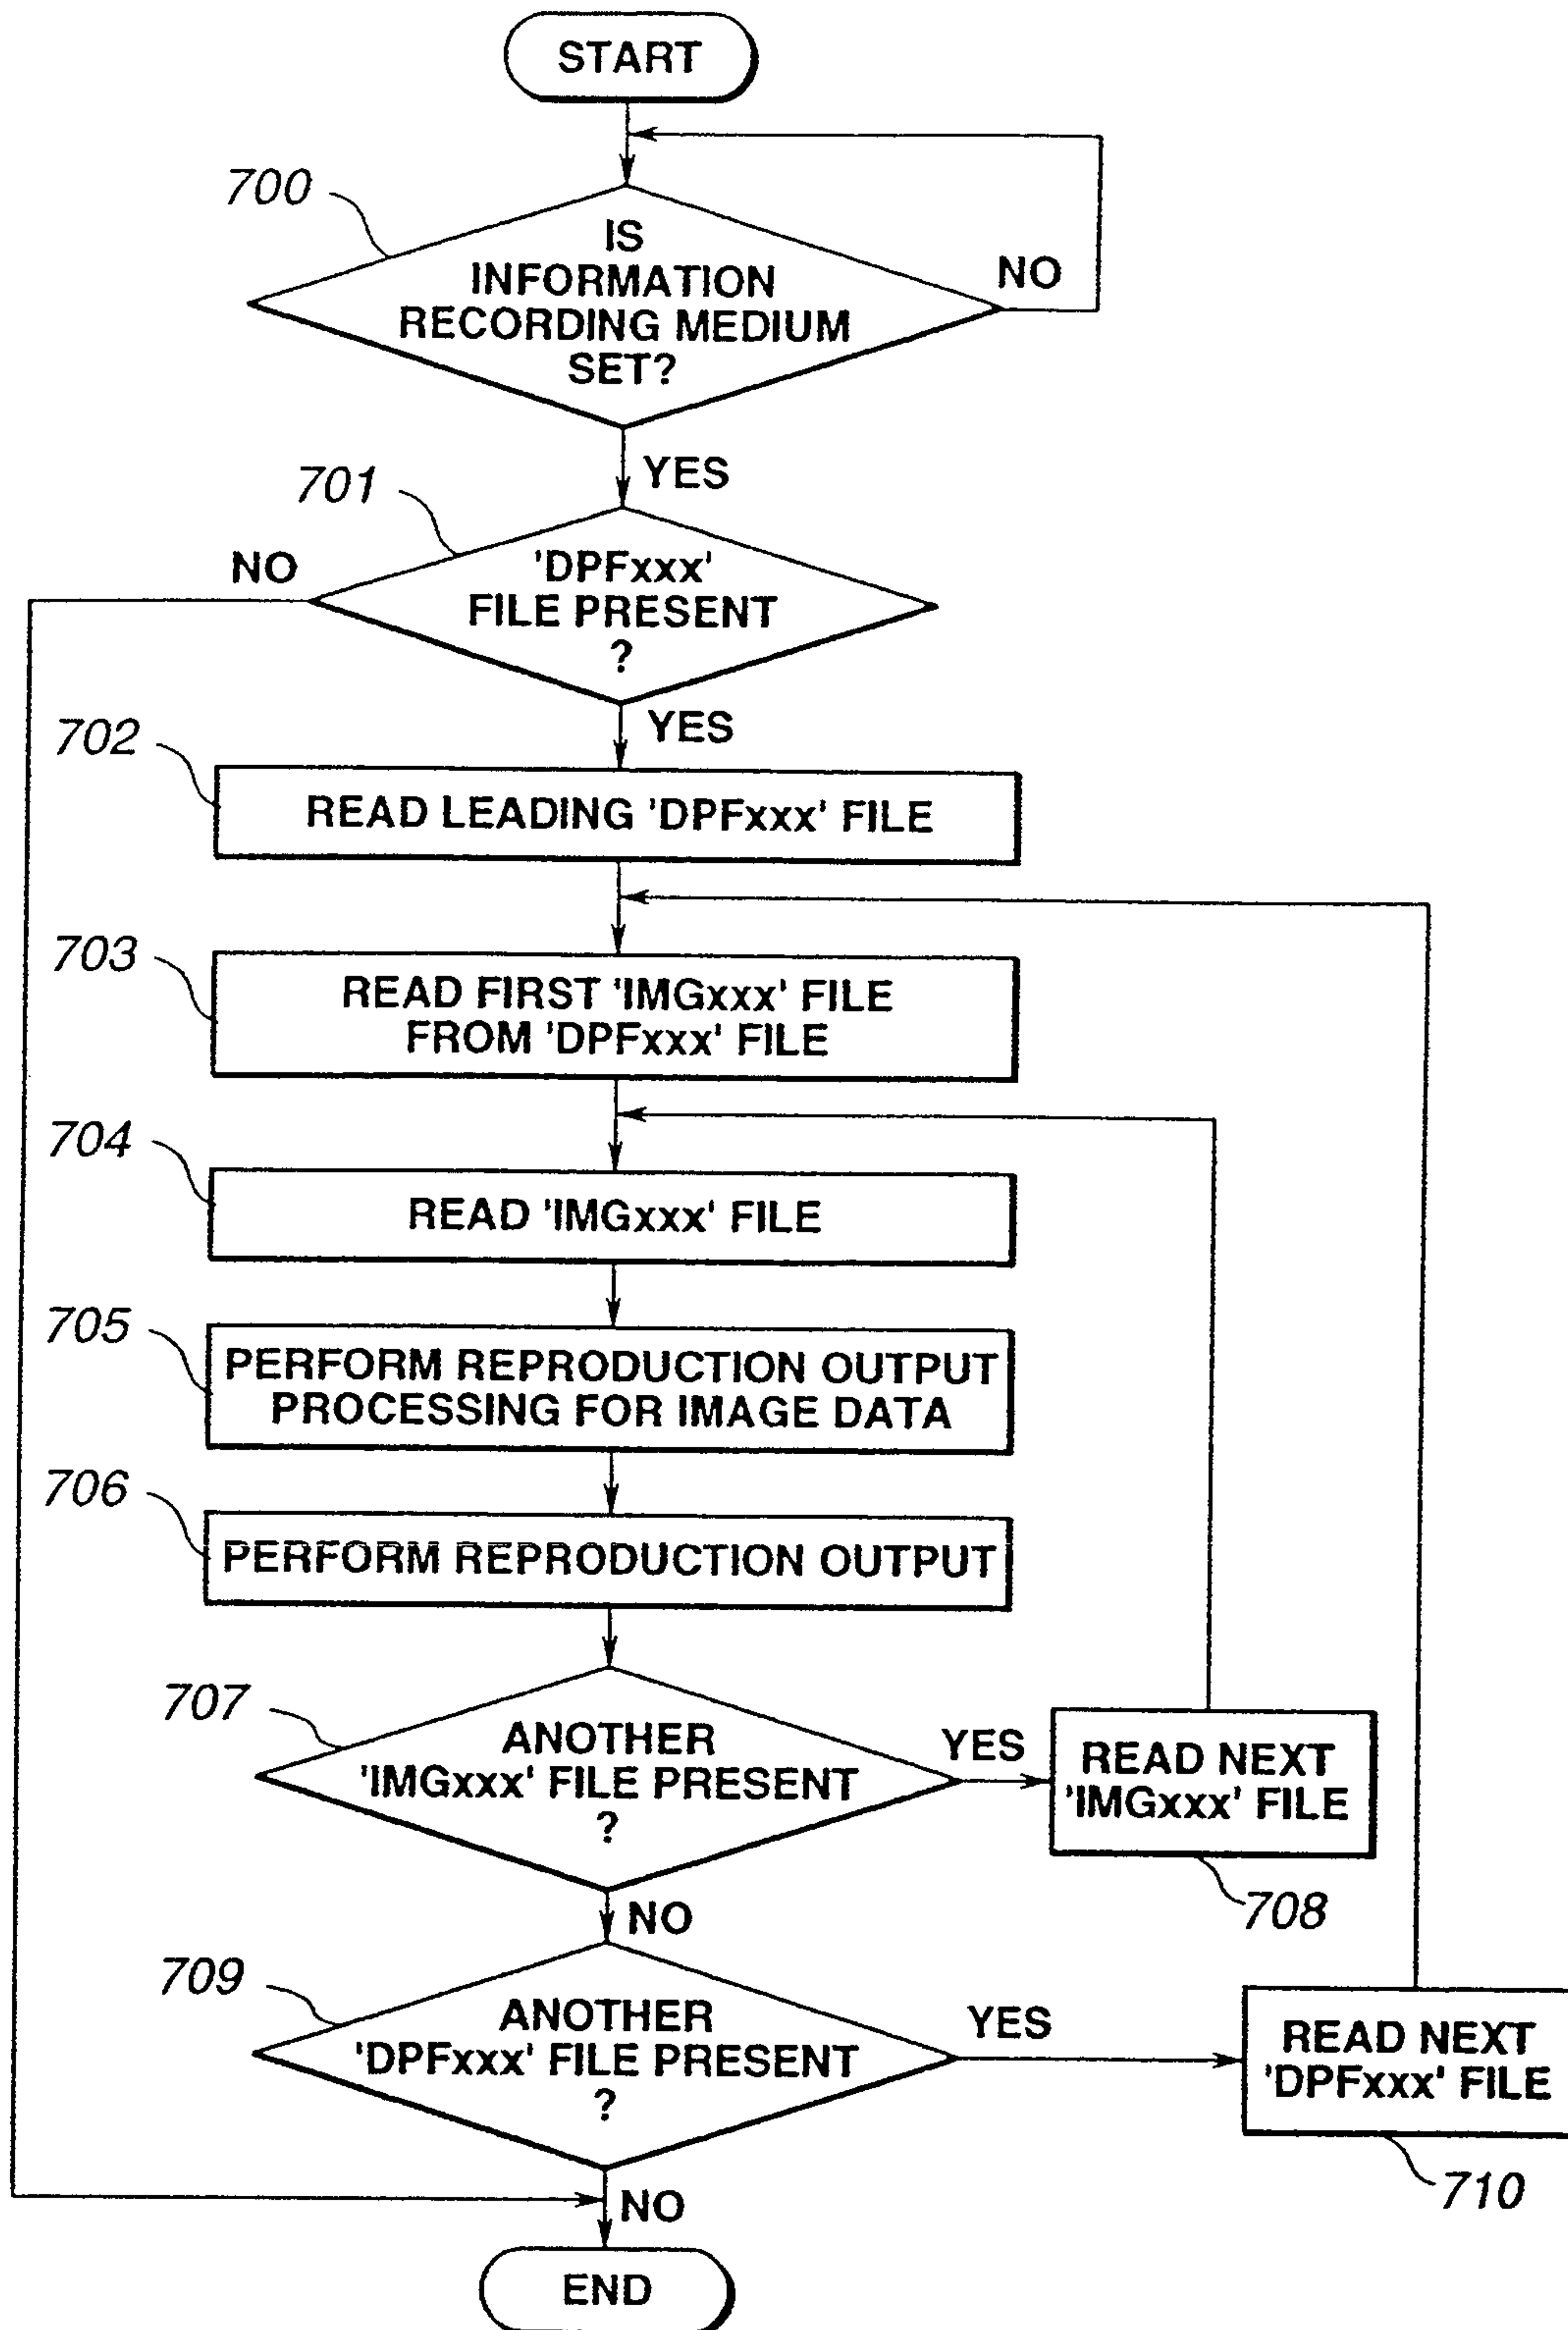 START
700
IS
INFORMATION
RECORDING MEDIUM
SET?
NO
YES
701
NO
'DPFxxx'
FILE PRESENT
?
YES
702
READ LEADING 'DPFxxx' FILE
703
READ FIRST 'IMGxxx' FILE
FROM 'DPFxxx' FILE
704
READ 'IMGxxx' FILE
705
PERFORM REPRODUCTION OUTPUT
PROCESSING FOR IMAGE DATA
706
PERFORM REPRODUCTION OUTPUT
707
ANOTHER
'IMGxxx' FILE PRESENT
?
YES
READ NEXT
'IMGxxx' FILE
708
NO
709
ANOTHER
'DPFxxx' FILE PRESENT
?
YES
READ NEXT
'DPFxxx' FILE
710
NO
END